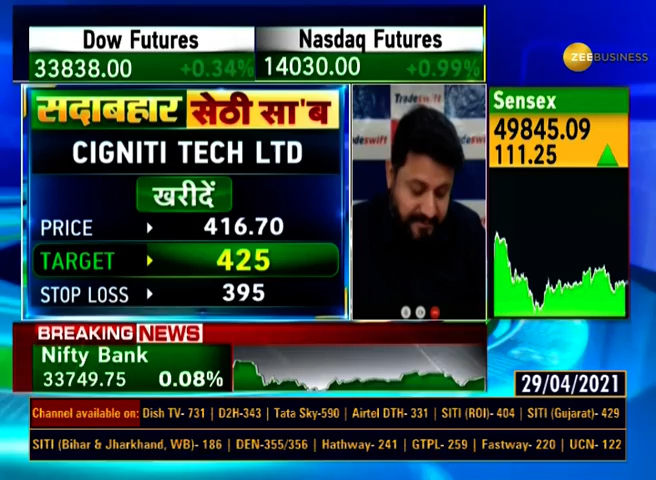 Dow Futures
33838.00 +0.34%
Nasdaq Futures
14030.00 +0.99%
ZEE BUSINESS
सदाबहार सेठी सा'ब
CIGNITI TECH LTD
खरीदें
PRICE 416.70
TARGET 425
STOP LOSS 395
Tradeswift
Sensex
49845.09
111.25
BREAKING NEWS
Nifty Bank
33749.75 0.08%
29/04/2021
Channel available on: Dish TV- 731 | D2H-343 | Tata Sky-590 | Airtel DTH- 331 | SITI (ROI)- 404 | SITI (Gujarat)- 429
SITI (Bihar & Jharkhand, WB)- 186 | DEN-355/356 | Hathway- 241 | GTPL- 259 | Fastway- 220 | UCN- 122